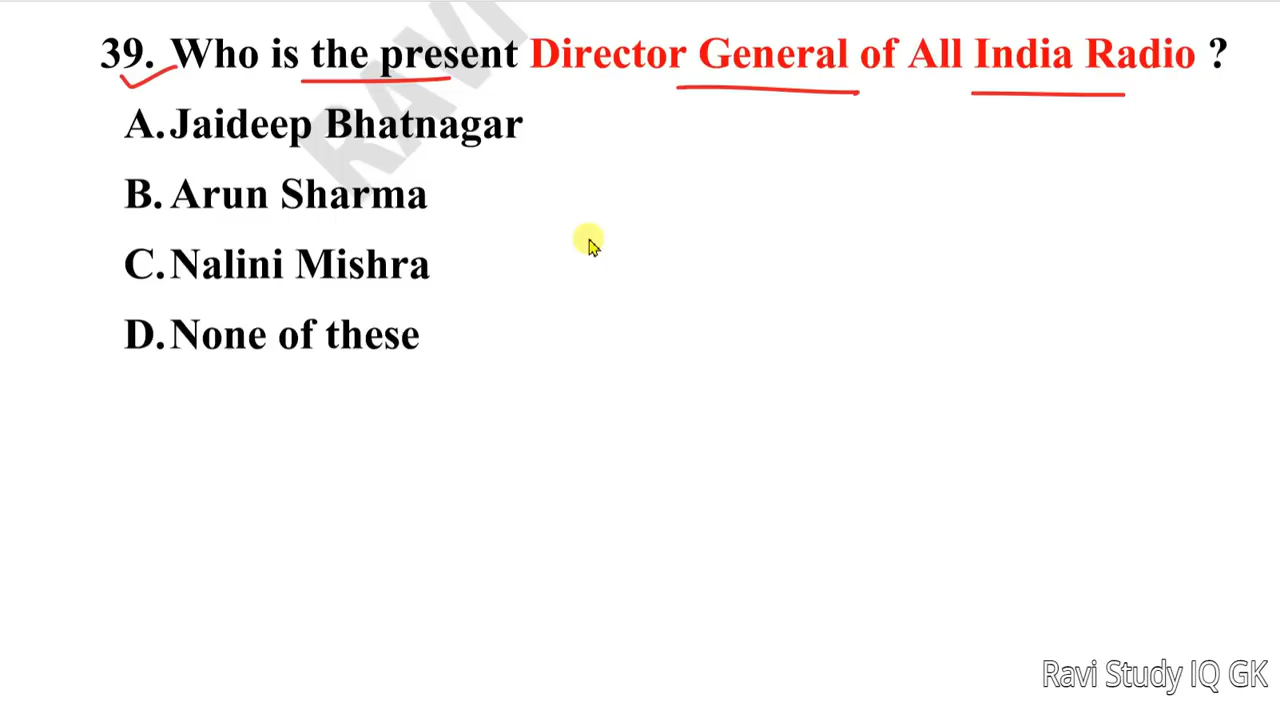 39. Who is the present Director General of All India Radio ?
A. Jaideep Bhatnagar
B. Arun Sharma
C. Nalini Mishra
D. None of these
RAVI
Ravi Study IQ GK